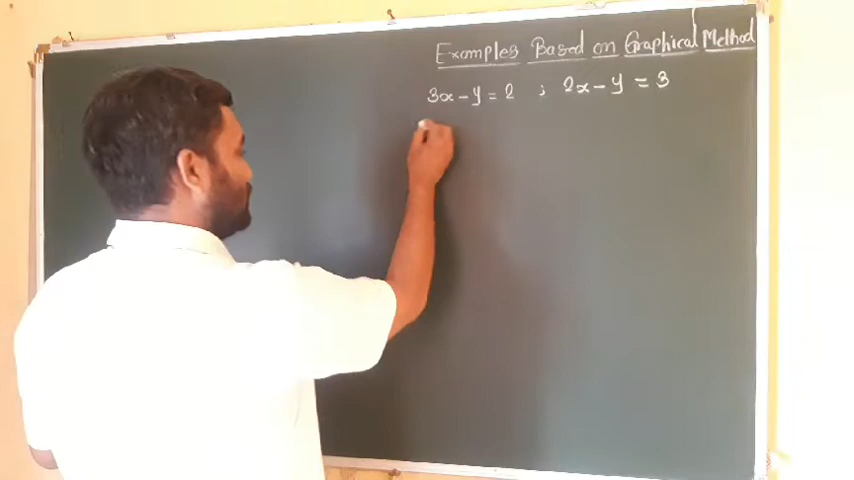 Examples Based on Graphical Method
3x - y = 2 ; 2x - y = 3